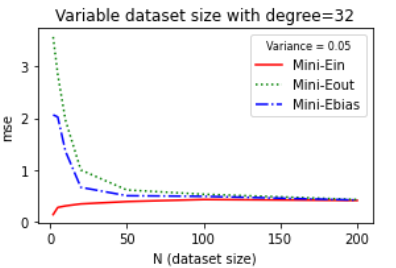 Variable dataset size with degree=32
Variance = 0.05
Mini-Ein
Mini-Eout
Mini-Ebias
mse
3
2
1
0
0 50 100 150 200
N (dataset size)